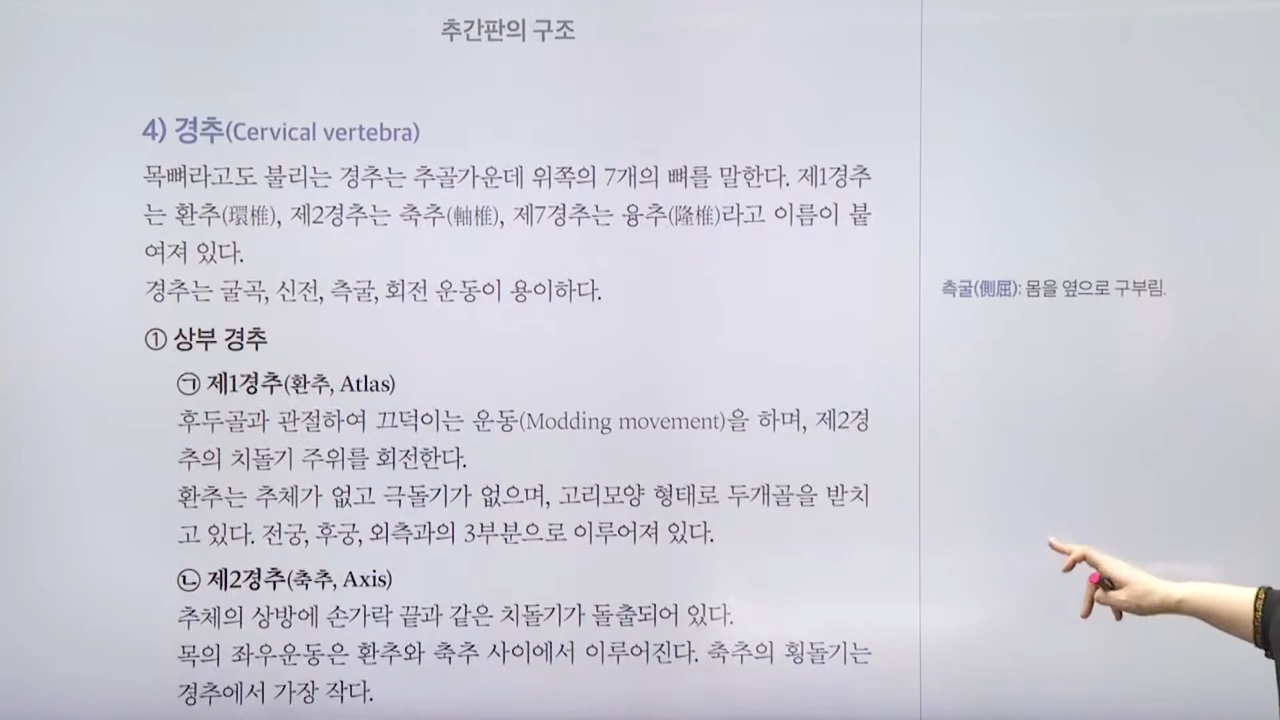 추간판의 구조
4) 경추(Cervical vertebra)
목뼈라고도 불리는 경추는 추골가운데 위쪽의 7개의 뼈를 말한다. 제1경추
는 환추(環椎), 제2경추는 축추(軸椎), 제7경추는 융추(隆椎)라고 이름이 붙
여져 있다.
경추는 굴곡, 신전, 측굴, 회전 운동이 용이하다.
측굴(側屈): 몸을 옆으로 구부림.
① 상부 경추
㉠ 제1경추(환추, Atlas)
후두골과 관절하여 끄덕이는 운동(Modding movement)을 하며, 제2경
추의 치돌기 주위를 회전한다.
환추는 추체가 없고 극돌기가 없으며, 고리모양 형태로 두개골을 받치
고 있다. 전궁, 후궁, 외측과의 3부분으로 이루어져 있다.
㉡ 제2경추(축추, Axis)
추체의 상방에 손가락 끝과 같은 치돌기가 돌출되어 있다.
목의 좌우운동은 환추와 축추 사이에서 이루어진다. 축추의 횡돌기는
경추에서 가장 작다.